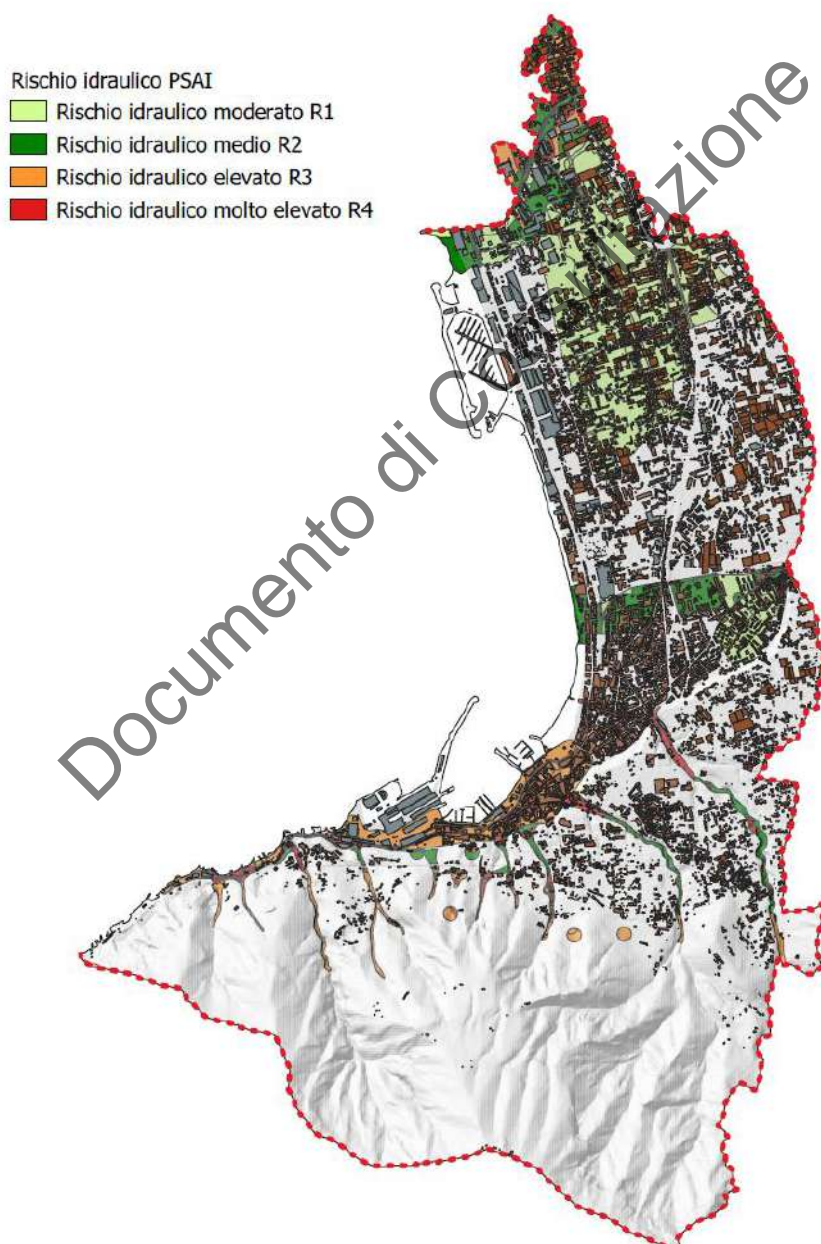 Rischio idraulico PSAI
Rischio idraulico moderato R1
Rischio idraulico medio R2
Rischio idraulico elevato R3
Rischio idraulico molto elevato R4
Documento di Consultazione